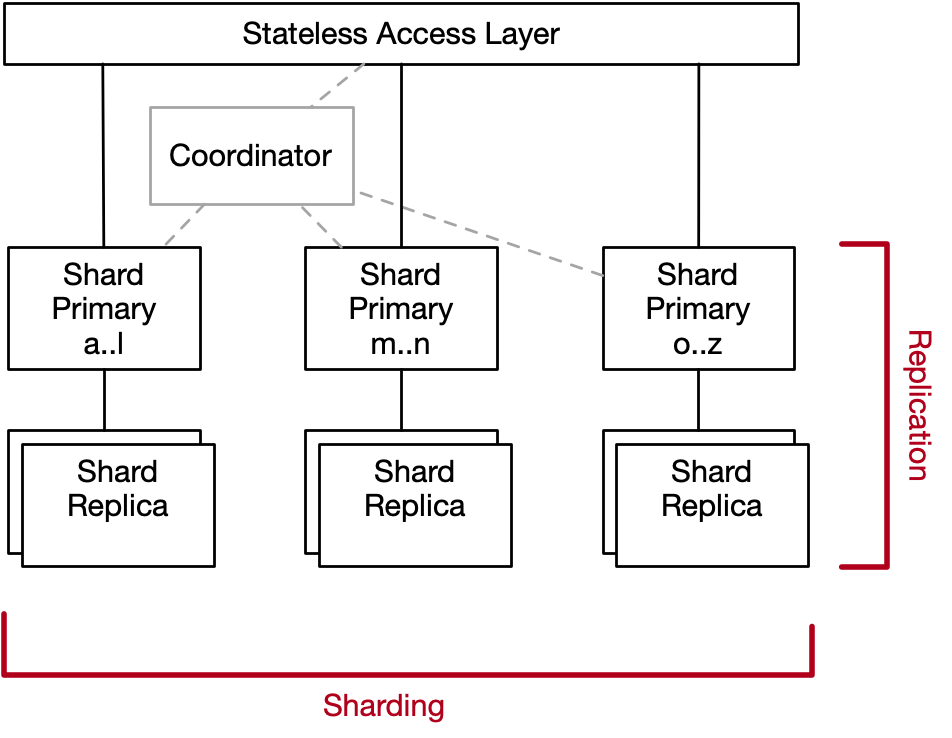 Stateless Access Layer
Coordinator
Shard
Primary
a..l
Shard
Primary
m..n
Shard
Primary
o..z
Shard
Replica
Shard
Replica
Shard
Replica
Replication
Sharding